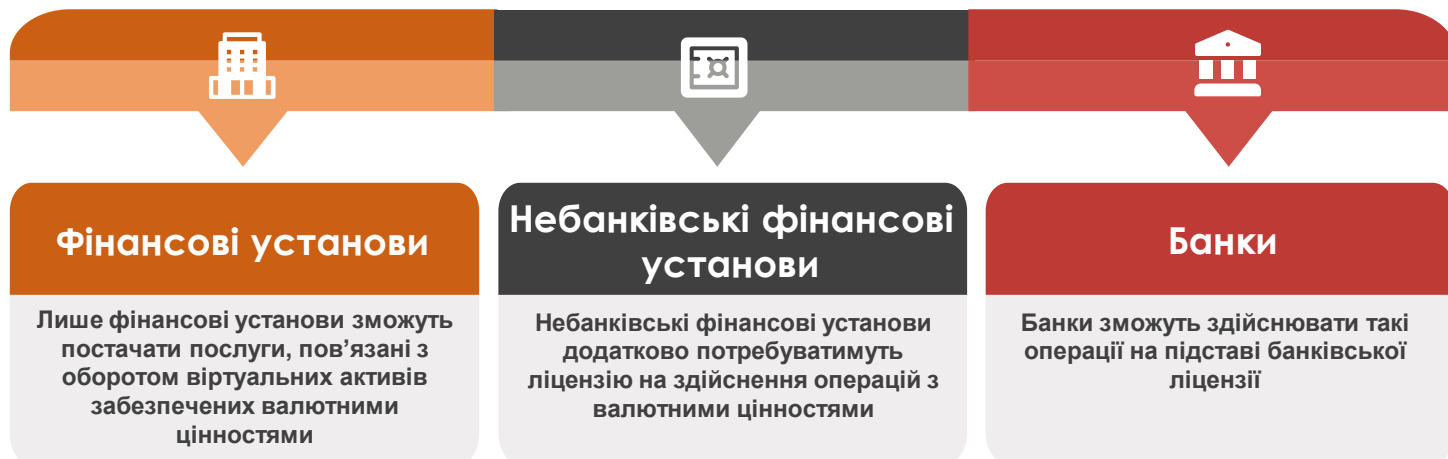 Фінансові установи
Лише фінансові установи зможуть
постачати послуги, пов’язані з
оборотом віртуальних активів
забезпечених валютними
цінностями
Небанківські фінансові
установи
Небанківські фінансові установи
додатково потребуватимуть
ліцензію на здійснення операцій з
валютними цінностями
Банки
Банки зможуть здійснювати такі
операції на підставі банківської
ліцензії